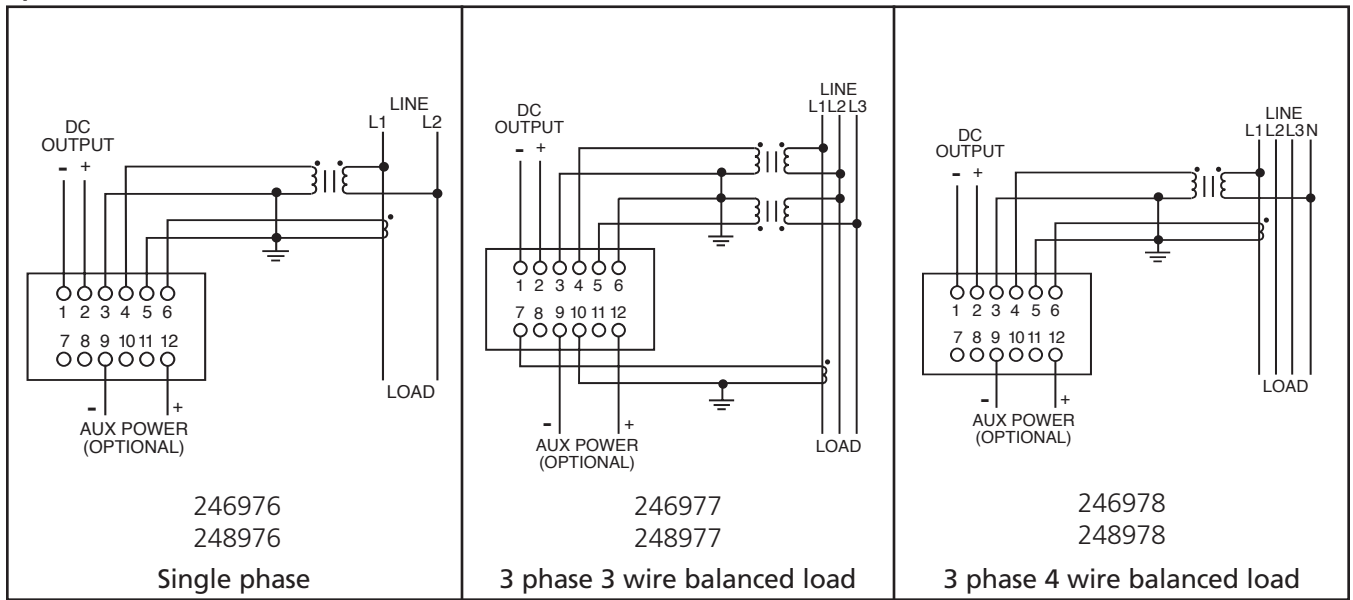 LINE
L1 L2
DC
OUTPUT
- +
1 2 3 4 5 6
7 8 9 10 11 12
- +
AUX POWER
(OPTIONAL)
LOAD
246976
248976
Single phase
LINE
L1 L2 L3
DC
OUTPUT
- +
1 2 3 4 5 6
7 8 9 10 11 12
- +
AUX POWER
(OPTIONAL)
LOAD
246977
248977
3 phase 3 wire balanced load
LINE
L1 L2 L3 N
DC
OUTPUT
- +
1 2 3 4 5 6
7 8 9 10 11 12
- +
AUX POWER
(OPTIONAL)
LOAD
246978
248978
3 phase 4 wire balanced load